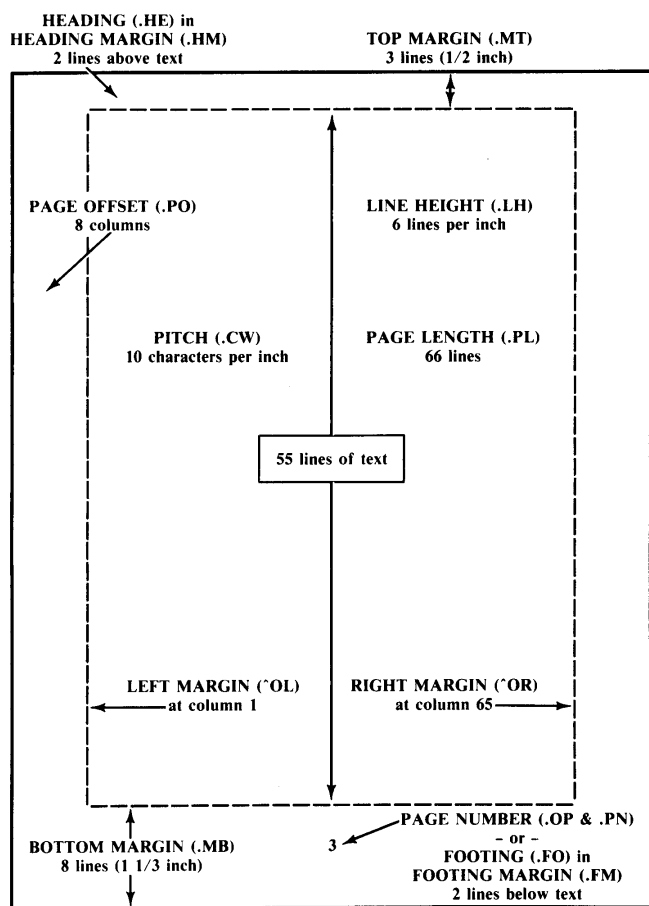 HEADING (.HE) in
HEADING MARGIN (.HM)
2 lines above text
TOP MARGIN (.MT)
3 lines (1/2 inch)
PAGE OFFSET (.PO)
8 columns
LINE HEIGHT (.LH)
6 lines per inch
PITCH (.CW)
10 characters per inch
PAGE LENGTH (.PL)
66 lines
55 lines of text
LEFT MARGIN (^OL)
at column 1
RIGHT MARGIN (^OR)
at column 65
BOTTOM MARGIN (.MB)
8 lines (1 1/3 inch)
3
PAGE NUMBER (.OP & .PN)
– or –
FOOTING (.FO) in
FOOTING MARGIN (.FM)
2 lines below text